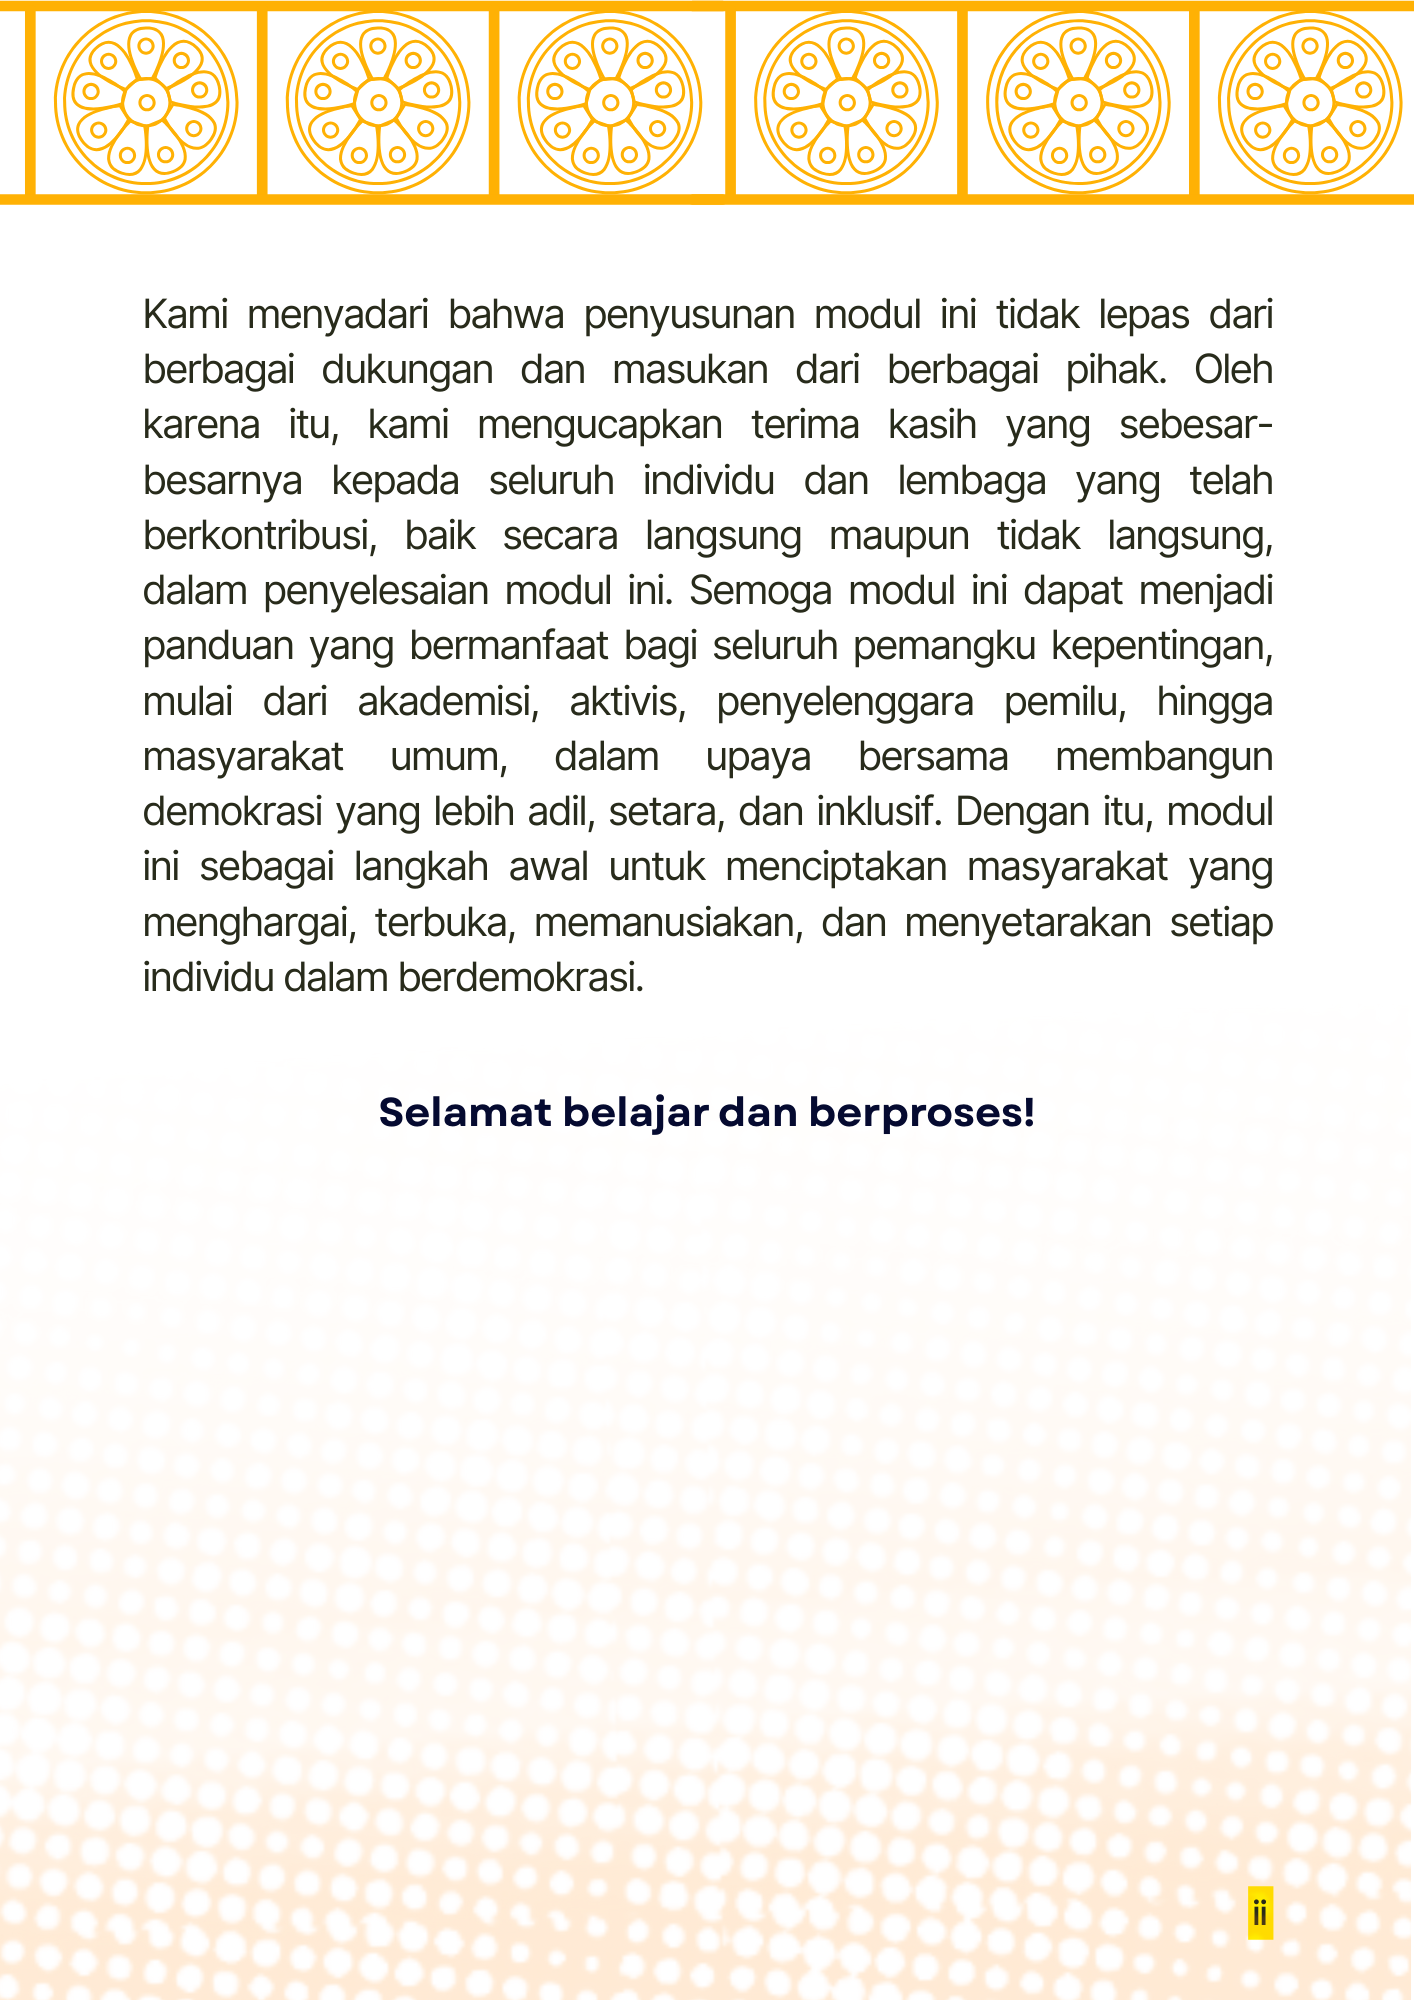 Kami menyadari bahwa penyusunan modul ini tidak lepas dari
berbagai dukungan dan masukan dari berbagai pihak. Oleh
karena itu, kami mengucapkan terima kasih yang sebesar-
besarnya kepada seluruh individu dan lembaga yang telah
berkontribusi, baik secara langsung maupun tidak langsung,
dalam penyelesaian modul ini. Semoga modul ini dapat menjadi
panduan yang bermanfaat bagi seluruh pemangku kepentingan,
mulai dari akademisi, aktivis, penyelenggara pemilu, hingga
masyarakat umum, dalam upaya bersama membangun
demokrasi yang lebih adil, setara, dan inklusif. Dengan itu, modul
ini sebagai langkah awal untuk menciptakan masyarakat yang
menghargai, terbuka, memanusiakan, dan menyetarakan setiap
individu dalam berdemokrasi.
Selamat belajar dan berproses!
ii